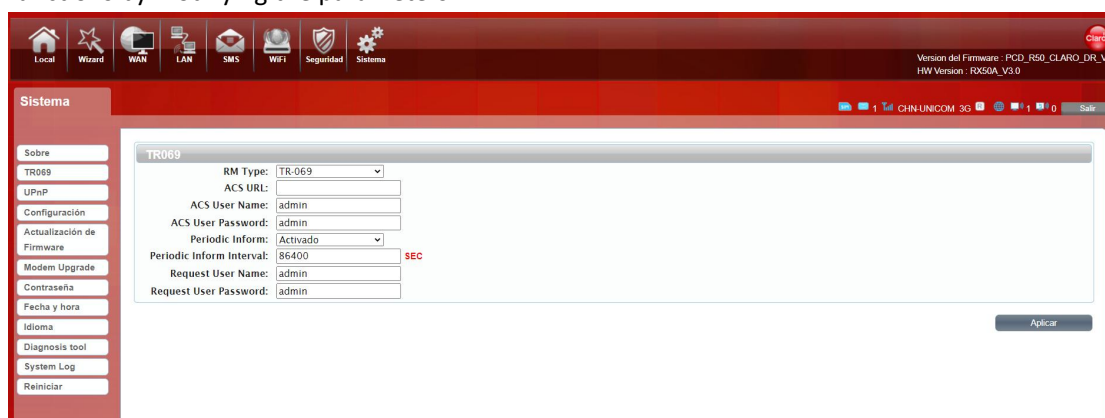 Local Wizard WAN LAN SMS WiFi Seguridad Sistema
Claro
Version del Firmware : PCD_R50_CLARO_DR_V
HW Version : RX50A_V3.0
Sistema
1 CHN-UNICOM 3G R 1 0 Salir
Sobre
TR069
UPnP
Configuración
Actualización de
Firmware
Modem Upgrade
Contraseña
Fecha y hora
Idioma
Diagnosis tool
System Log
Reiniciar
TR069
RM Type: TR-069
ACS URL:
ACS User Name: admin
ACS User Password: admin
Periodic Inform: Activado
Periodic Inform Interval: 86400 SEC
Request User Name: admin
Request User Password: admin
Aplicar